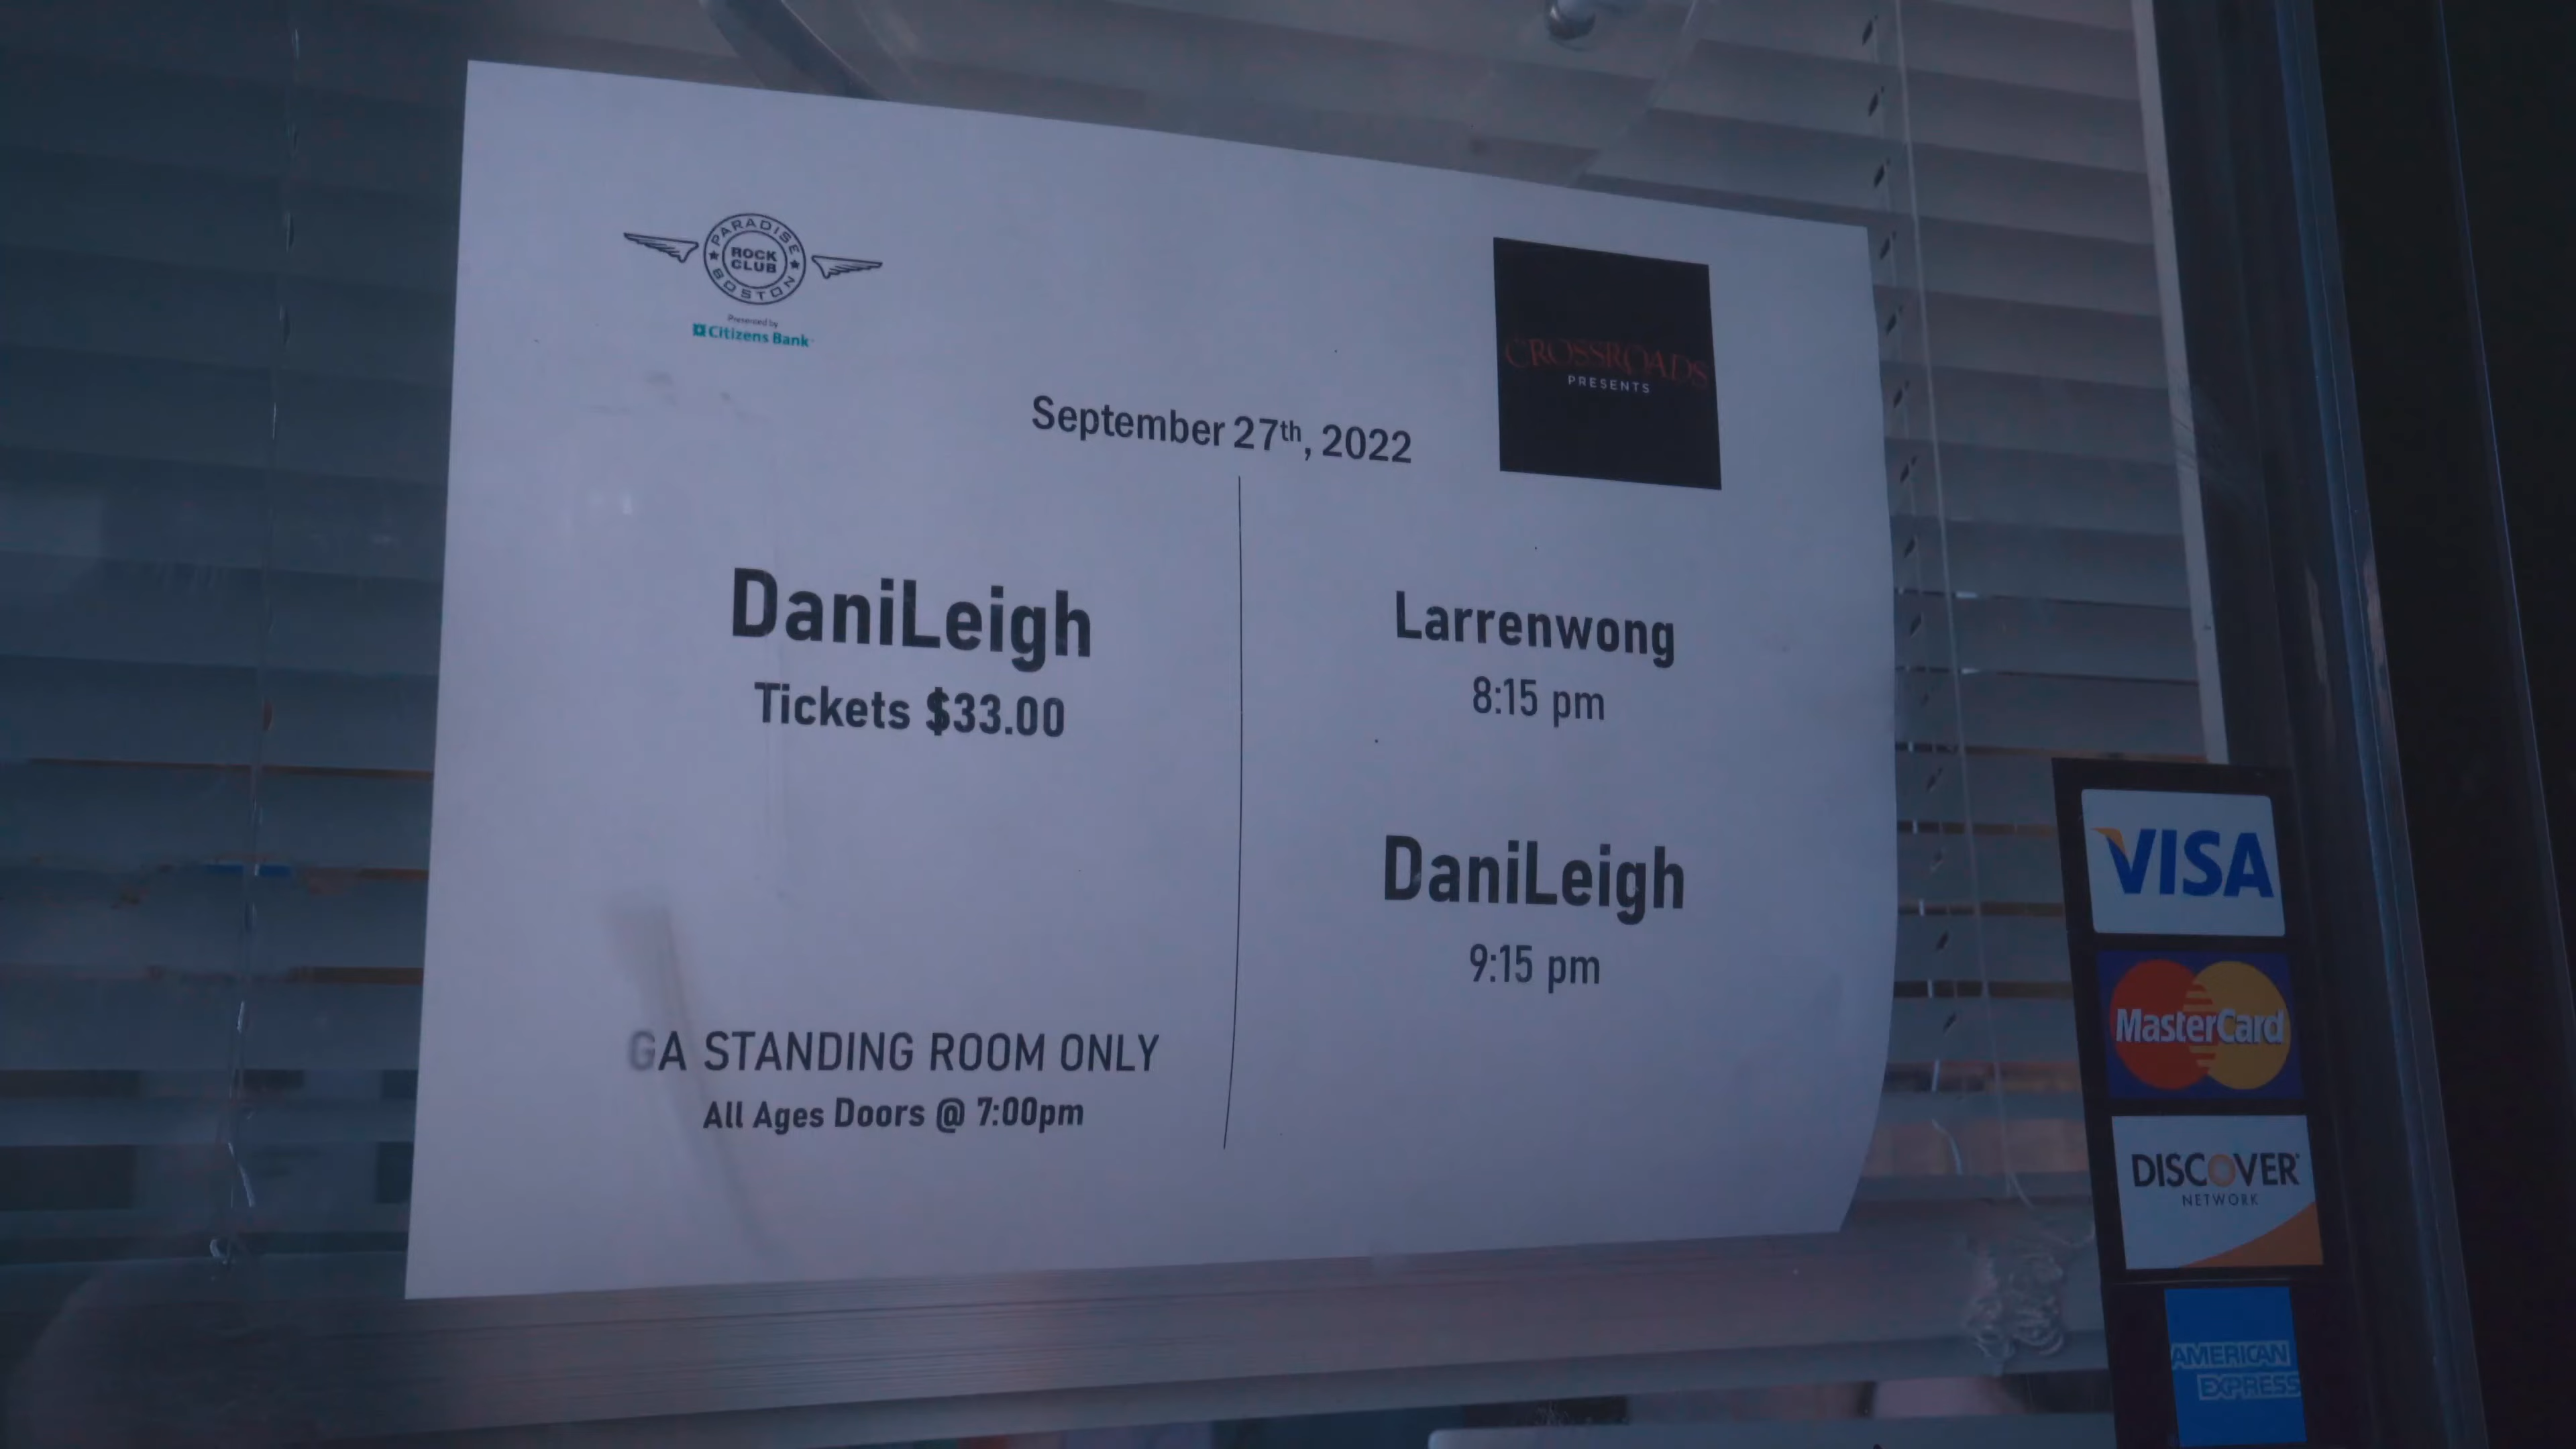 PARADISE
ROCK
CLUB
BOSTON
Presented by
Citizens Bank
CROSSROADS
PRESENTS
September 27th, 2022
DaniLeigh
Tickets $33.00
GA STANDING ROOM ONLY
All Ages Doors @ 7:00pm
Larrenwong
8:15 pm
DaniLeigh
9:15 pm
VISA
MasterCard
DISCOVER
NETWORK
AMERICAN
EXPRESS